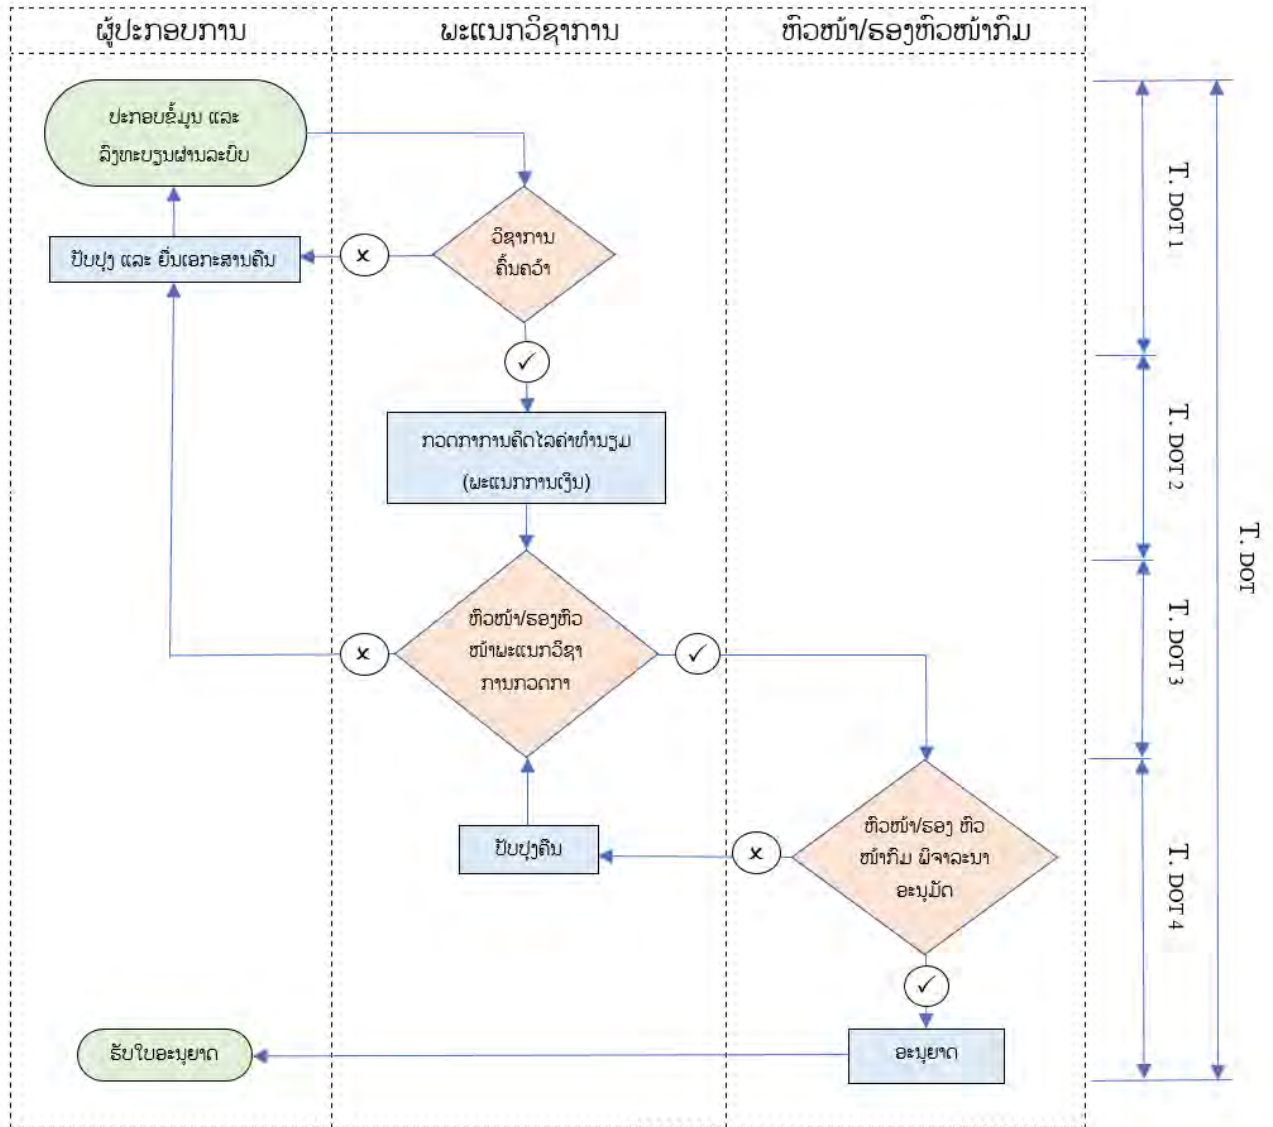 ຜູ້ປະກອບການ
ພະແນກວິຊາການ
ຫົວໜ້າ/ຮອງຫົວໜ້າກົມ
ປະກອບຂໍ້ມູນ ແລະ
ລົງທະບຽນຜ່ານລະບົບ
ວິຊາການ
ຄົ້ນຄວ້າ
ປັບປຸງ ແລະ ຍື່ນເອກະສານຄືນ
x
✓
ກວດກາການຄິດໄລຄ່າທຳນຽມ
(ພະແນກການເງິນ)
ຫົວໜ້າ/ຮອງຫົວ
ໜ້າພະແນກວິຊາ
ການກວດກາ
x
✓
ປັບປຸງຄືນ
x
ຫົວໜ້າ/ຮອງ ຫົວ
ໜ້າກົມ ພິຈາລະນາ
ອະນຸມັດ
✓
ຮັບໃບອະນຸຍາດ
ອະນຸຍາດ
T. DOT 1
T. DOT 2
T. DOT 3
T. DOT 4
T. DOT